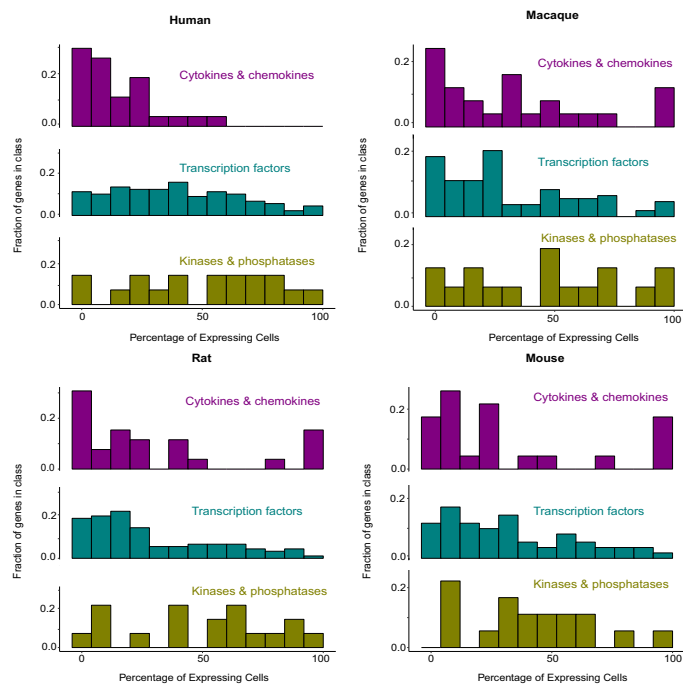 Human
Macaque
Fraction of genes in class
Cytokines & chemokines
0.2
0.0
Transcription factors
0.2
0.0
Kinases & phosphatases
0.2
0.0
0 50 100
Percentage of Expressing Cells
Fraction of genes in class
Cytokines & chemokines
0.2
0.0
Transcription factors
0.2
0.0
Kinases & phosphatases
0.2
0.0
0 50 100
Percentage of Expressing Cells
Rat
Mouse
Fraction of genes in class
Cytokines & chemokines
0.2
0.0
Transcription factors
0.2
0.0
Kinases & phosphatases
0.2
0.0
0 50 100
Percentage of Expressing Cells
Fraction of genes in class
Cytokines & chemokines
0.2
0.0
Transcription factors
0.2
0.0
Kinases & phosphatases
0.2
0.0
0 50 100
Percentage of Expressing Cells